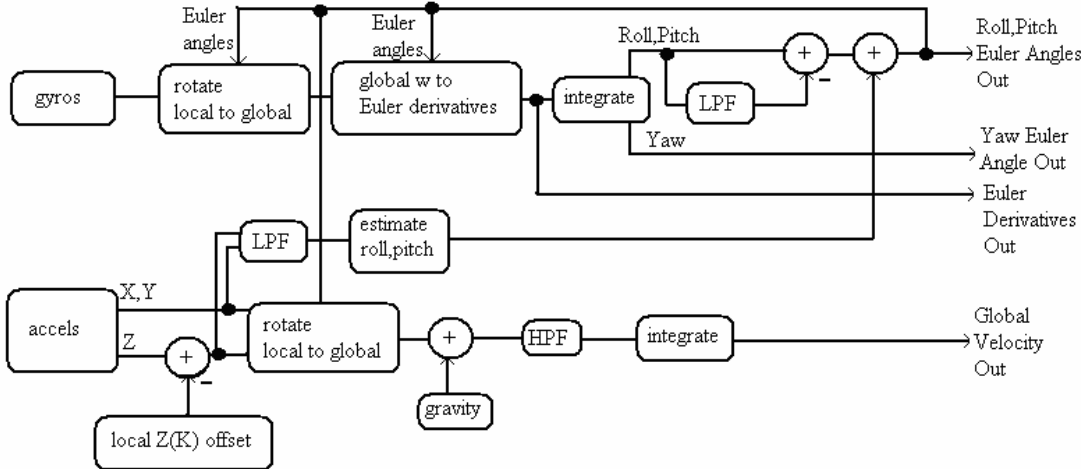 Euler
angles
Euler
angles
Roll,Pitch
Roll,Pitch
Euler Angles
Out
gyros
rotate
local to global
global w to
Euler derivatives
integrate
+
+
−
LPF
Yaw
Yaw Euler
Angle Out
Euler
Derivatives
Out
LPF
estimate
roll,pitch
X,Y
accels
Z
+
−
rotate
local to global
+
HPF
integrate
Global
Velocity
Out
gravity
local Z(K) offset